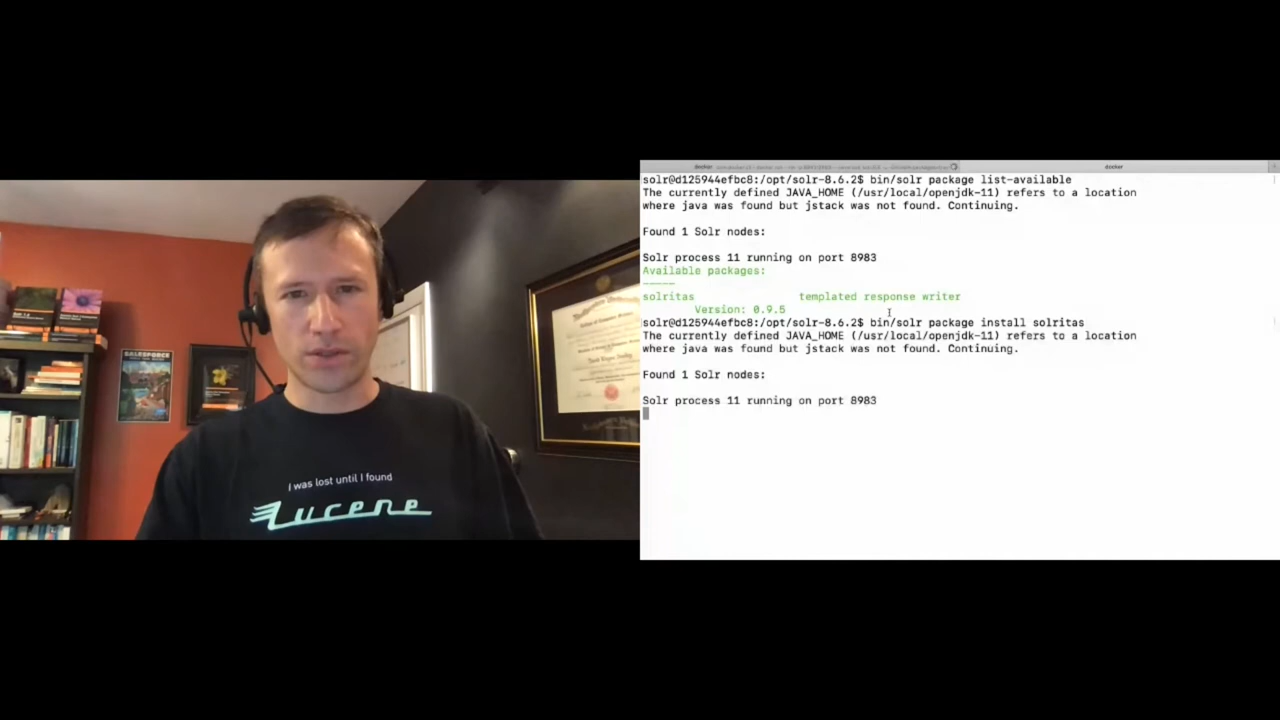 SALESFORCE
I was lost until I found
Lucene
docker
docker
solr@d125944efbc8:/opt/solr-8.6.2$ bin/solr package list-available
The currently defined JAVA_HOME (/usr/local/openjdk-11) refers to a location
where java was found but jstack was not found. Continuing.
Found 1 Solr nodes:
Solr process 11 running on port 8983
Available packages:
-----
solritas templated response writer
Version: 0.9.5
solr@d125944efbc8:/opt/solr-8.6.2$ bin/solr package install solritas
The currently defined JAVA_HOME (/usr/local/openjdk-11) refers to a location
where java was found but jstack was not found. Continuing.
Found 1 Solr nodes:
Solr process 11 running on port 8983